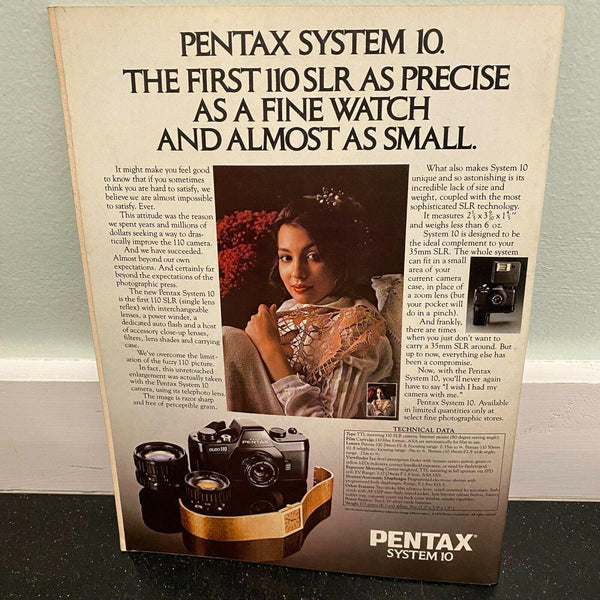 PENTAX SYSTEM 10.
THE FIRST 110 SLR AS PRECISE
AS A FINE WATCH
AND ALMOST AS SMALL.
It might make you feel good
to know that if you sometimes
think you are hard to satisfy, we
believe we are almost impossible
to satisfy. Ever.
This attitude was the reason
we spent years and millions of
dollars seeking a way to dras-
tically improve the 110 camera.
And we have succeeded.
Almost beyond our own
expectations. And certainly far
beyond the expectations of the
photographic press.
The new Pentax System 10
is the first 110 SLR (single lens
reflex) with interchangeable
lenses, a power winder, a
dedicated auto flash and a host
of accessory close-up lenses,
filters, lens shades and carrying
case.
We've overcome the limit-
ation of the fuzzy 110 picture.
In fact, this unretouched
enlargement was actually taken
with the Pentax System 10
camera, using its telephoto lens.
The image is razor sharp
and free of perceptible grain.
What also makes System 10
unique and so astonishing is its
incredible lack of size and
weight, coupled with the most
sophisticated SLR technology.
It measures
and weighs less than 6 oz.
System 10 is designed to be
the ideal complement to your
35mm SLR. The whole system
can fit in a small
area of your
current camera
case, in place of
a zoom lens (but
your pocket will
do in a pinch).
And frankly,
there are times
when you just don't want to
carry a 35mm SLR around. But
up to now, everything else has
been a compromise.
Now, with the Pentax
System 10, you'll never again
have to say "I wish I had my
camera with me."
Pentax System 10. Available
in limited quantities only at
select fine photographic stores.
TECHNICAL DATA
auto 110
PENTAX
SYSTEM 10